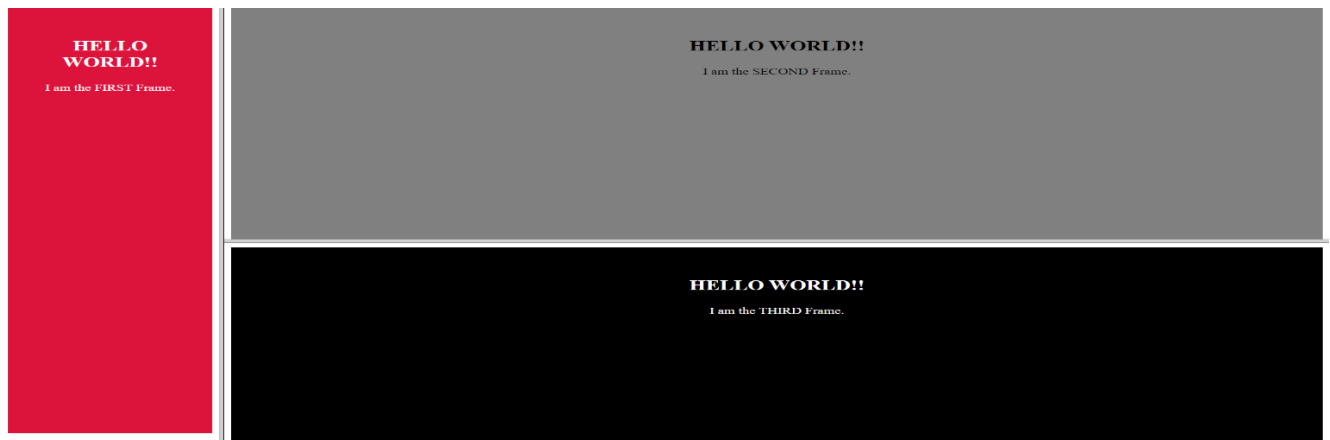 HELLO
WORLD!!
I am the FIRST Frame.
HELLO WORLD!!
I am the SECOND Frame.
HELLO WORLD!!
I am the THIRD Frame.